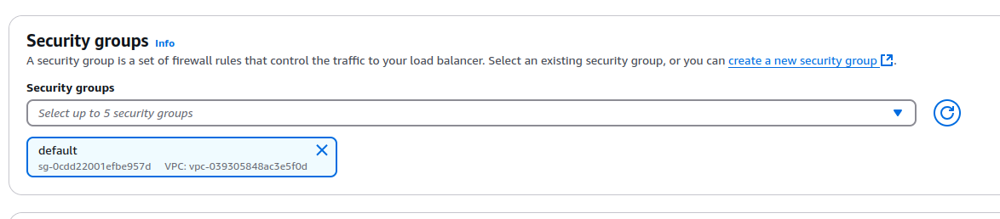 Security groups Info
A security group is a set of firewall rules that control the traffic to your load balancer. Select an existing security group, or you can create a new security group.
Security groups
Select up to 5 security groups
default
sg-0cdd22001efbe957d VPC: vpc-039305848ac3e5f0d